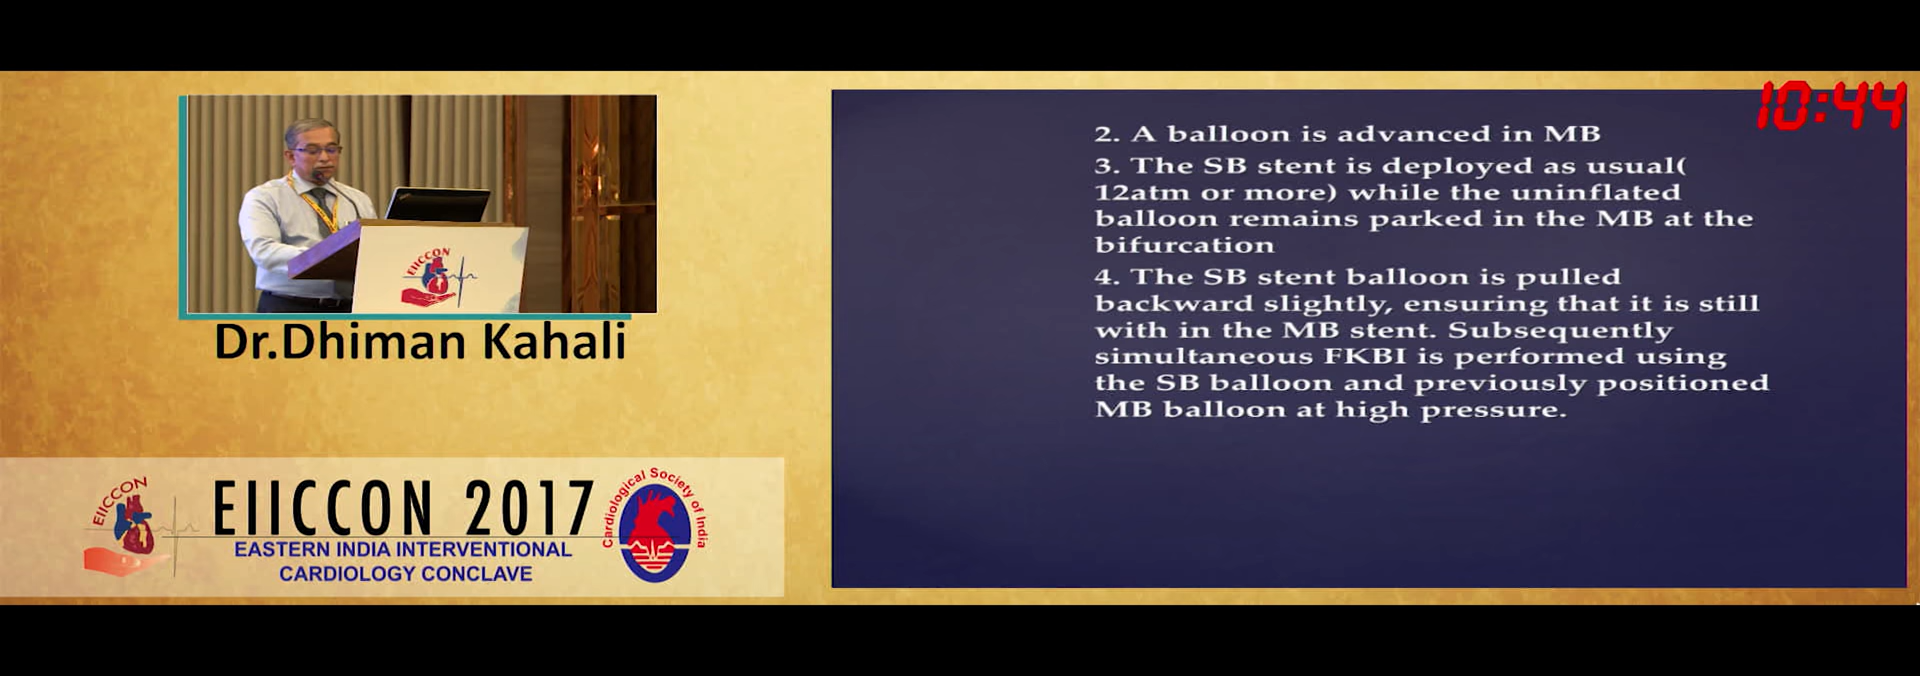 10:44
2. A balloon is advanced in MB
3. The SB stent is deployed as usual(
12atm or more) while the uninflated
balloon remains parked in the MB at the
bifurcation
4. The SB stent balloon is pulled
backward slightly, ensuring that it is still
with in the MB stent. Subsequently
simultaneous FKBI is performed using
the SB balloon and previously positioned
MB balloon at high pressure.
EIICCON
Dr.Dhiman Kahali
EIICCON
EIICCON 2017
EASTERN INDIA INTERVENTIONAL
CARDIOLOGY CONCLAVE
Cardiological Society of India